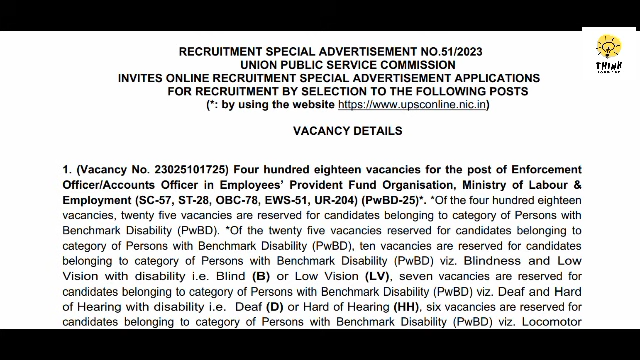 RECRUITMENT SPECIAL ADVERTISEMENT NO.51/2023
UNION PUBLIC SERVICE COMMISSION
INVITES ONLINE RECRUITMENT SPECIAL ADVERTISEMENT APPLICATIONS
FOR RECRUITMENT BY SELECTION TO THE FOLLOWING POSTS
(*: by using the website https://www.upsconline.nic.in)
THINK
VACANCY DETAILS
1. (Vacancy No. 23025101725) Four hundred eighteen vacancies for the post of Enforcement
Officer/Accounts Officer in Employees' Provident Fund Organisation, Ministry of Labour &
Employment (SC-57, ST-28, OBC-78, EWS-51, UR-204) (PwBD-25)*. *Of the four hundred eighteen
vacancies, twenty five vacancies are reserved for candidates belonging to category of Persons with
Benchmark Disability (PwBD). *Of the twenty five vacancies reserved for candidates belonging to
category of Persons with Benchmark Disability (PwBD), ten vacancies are reserved for candidates
belonging to category of Persons with Benchmark Disability (PwBD) viz. Blindness and Low
Vision with disability i.e. Blind (B) or Low Vision (LV), seven vacancies are reserved for
candidates belonging to category of Persons with Benchmark Disability (PwBD) viz. Deaf and Hard
of Hearing with disability i.e. Deaf (D) or Hard of Hearing (HH), six vacancies are reserved for
candidates belonging to category of Persons with Benchmark Disability (PwBD) viz. Locomotor